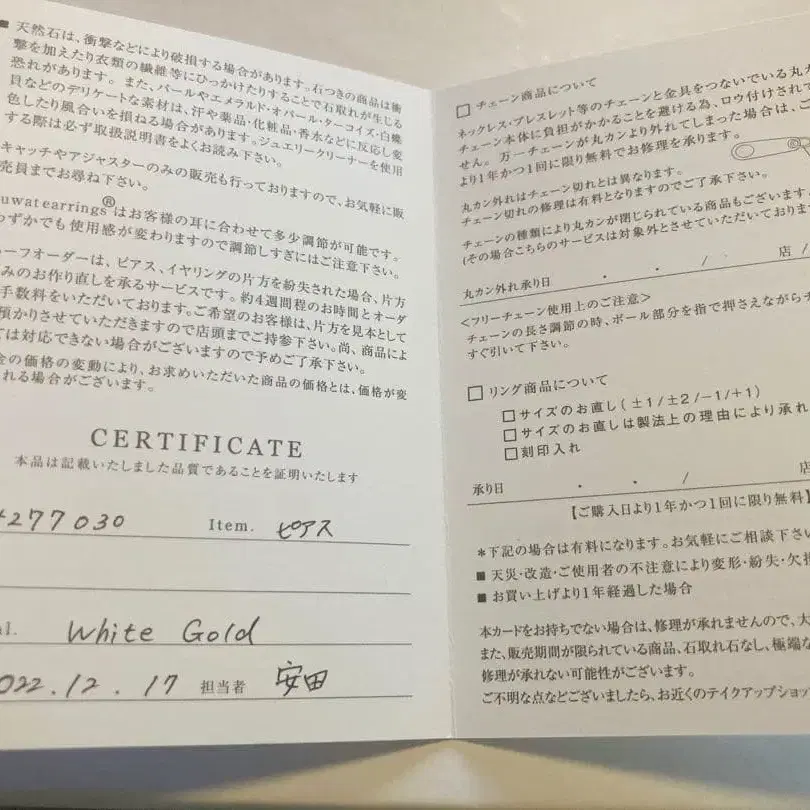 ■ 天然石は、衝撃などにより破損する場合があります。石つきの商品は衝
撃を加えたり衣類の繊維等にひっかけたりすることで石取れが生じる
恐れがあります。また、パールやエメラルド・オパール・ターコイズ・白蝶
貝などのデリケートな素材は、汗や薬品・化粧品・香水などに反応し変
色したり風合いを損ねる場合があります。ジュエリークリーナーを使用
する際は必ず取扱説明書をよくお読み下さい。
キャッチやアジャスターのみの販売も行っておりますので、お気軽に販
売員までお尋ね下さい。
uwatearrings®はお客様の耳に合わせて多少調節が可能です。
わずかでも使用感が変わりますので調節しすぎにはご注意下さい。
ーフオーダーは、ピアス、イヤリングの片方を紛失された場合、片方
みのお作り直しを承るサービスです。約4週間程のお時間とオーダ
手数料をいただいております。ご希望のお客様は、片方を見本として
預かりさせていただきますので店頭までご持参下さい。尚、商品によ
ては対応できない場合がございますので予めご了承下さい。
金の価格の変動により、お求めいただいた商品の価格とは、価格が変
れる場合がございます。
CERTIFICATE
本品は記載いたしました品質であることを証明いたします
277030 Item. ピアス
al. White Gold
022.12.17 担当者 安田
□ チェーン商品について
ネックレス・ブレスレット等のチェーンと金具をつないでいる丸カ
チェーン本体に負担がかかることを避ける為、ロウ付けされて
せん。万一チェーンが丸カンより外れてしまった場合は、ご
より1年かつ1回に限り無料でお修理を承ります。
丸カン外れはチェーン切れとは異なります。
チェーン切れの修理は有料となりますのでご了承下さい。
チェーンの種類により丸カンが閉じられている商品もございます
(その場合こちらのサービスは対象外とさせていただいておりま
丸カン外れ承り日 ・ ・ / 店 /
<フリーチェーン使用上のご注意>
チェーンの長さ調節の時、ボール部分を指で押さえながらチ
すぐ引いて下さい。
□ リング商品について
□ サイズのお直し(±1/±2/-1/+1)
□ サイズのお直しは製法上の理由により承れ
□ 刻印入れ
承り日 ・ ・ / 店
【ご購入日より1年かつ1回に限り無料】
*下記の場合は有料になります。お気軽にご相談下さい
■ 天災・改造・ご使用者の不注意により変形・紛失・欠損
■ お買い上げより1年経過した場合
本カードをお持ちでない場合は、修理が承れませんので、大
また、販売期間が限られている商品、石取れ石なし、極端な
修理が承れない可能性がございます。
ご不明な点などございましたら、お近くのテイクアップショッ